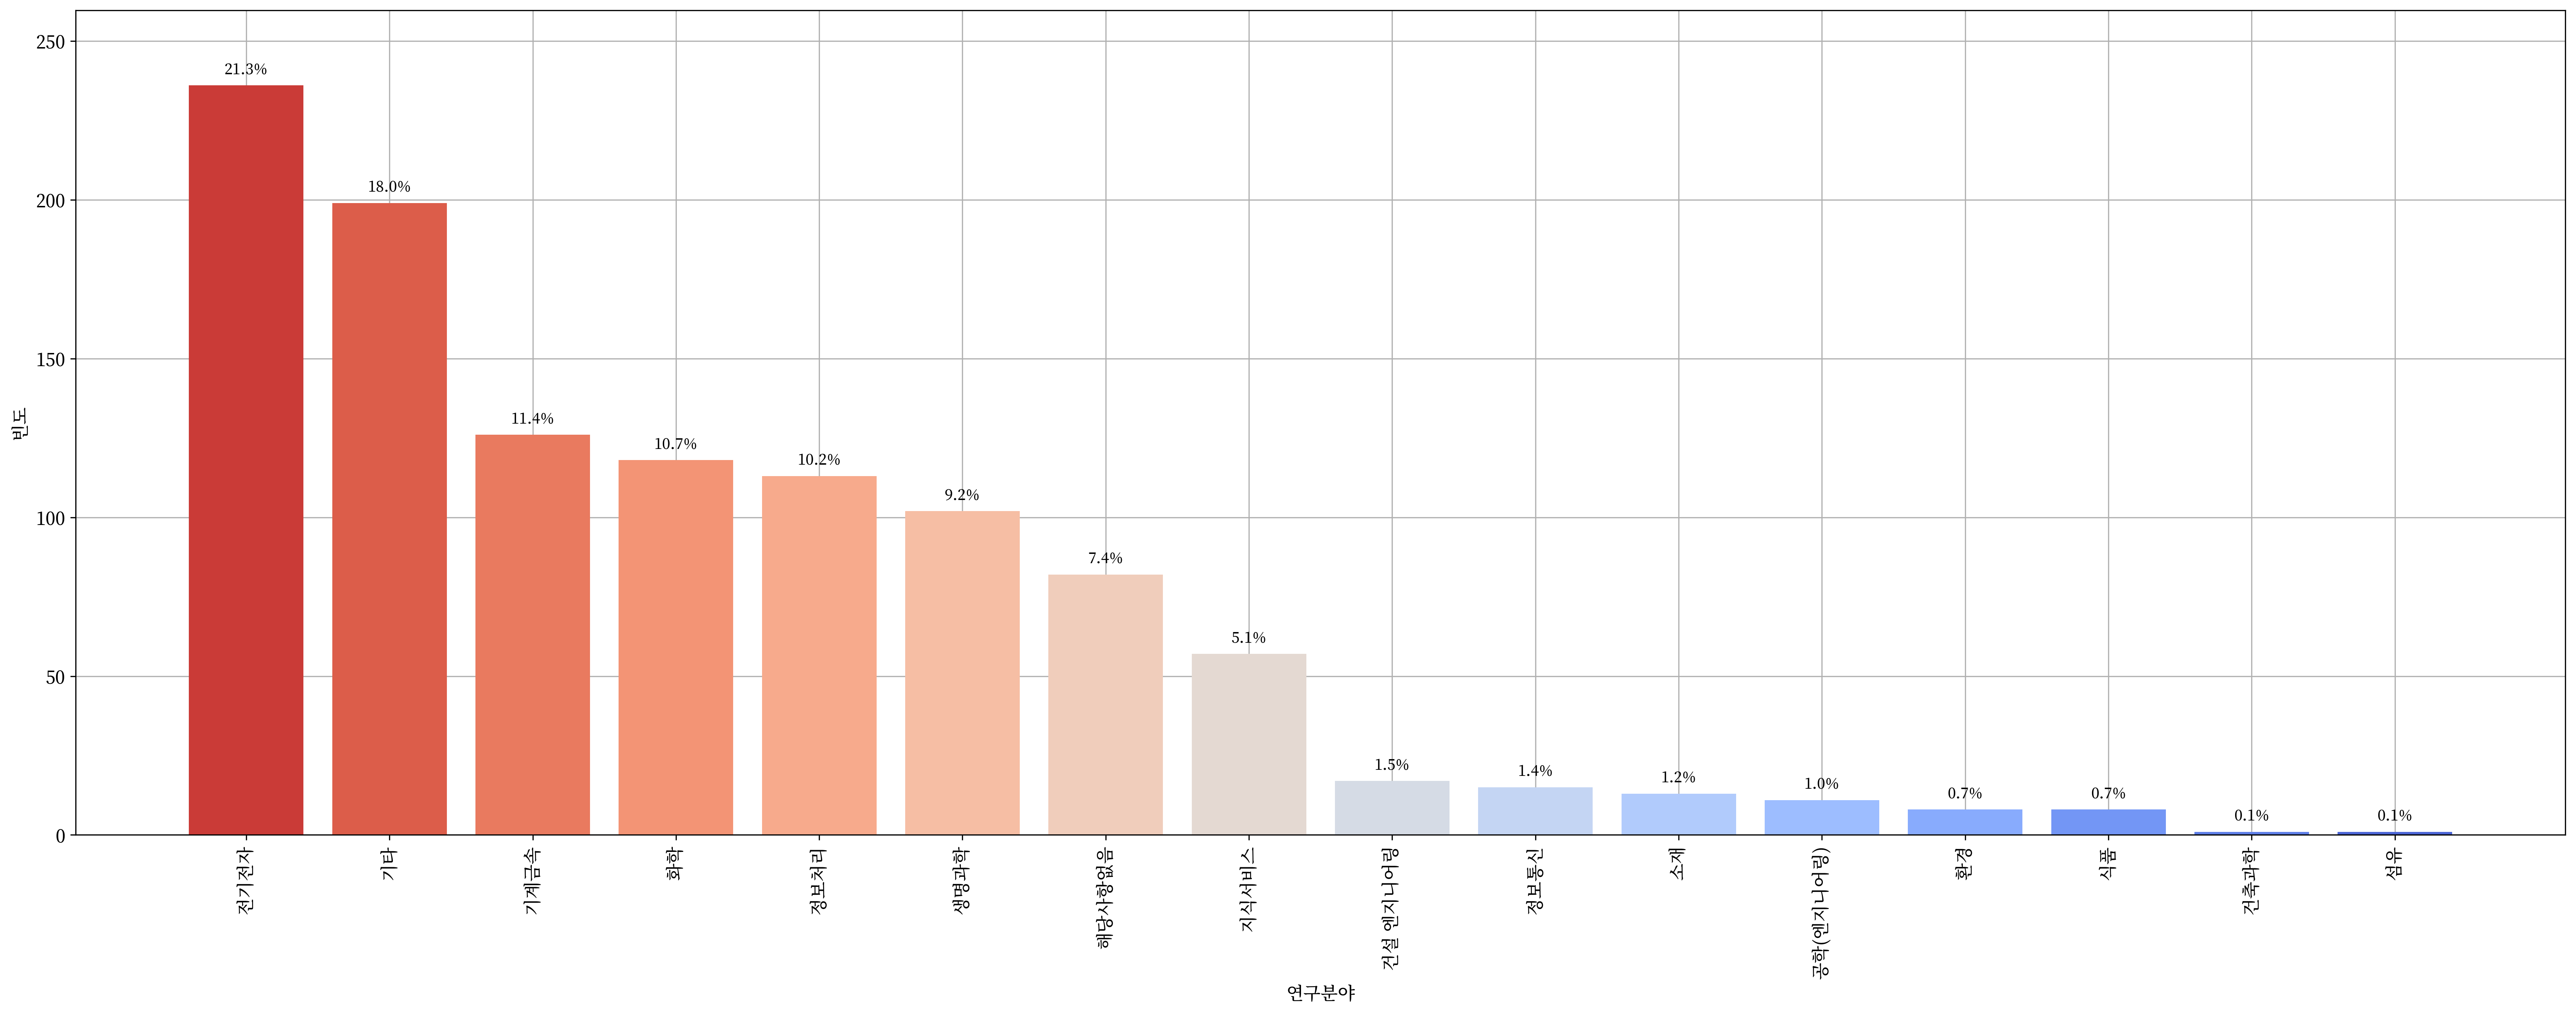 250
200
150
100
50
0
빈도
21.3%
18.0%
11.4%
10.7%
10.2%
9.2%
7.4%
5.1%
1.5%
1.4%
1.2%
1.0%
0.7%
0.7%
0.1%
0.1%
전기전자
기타
기계금속
화학
정보처리
생명과학
해당사항없음
지식서비스
건설 엔지니어링
정보통신
소재
공학(엔지니어링)
환경
식품
건축과학
섬유
연구분야